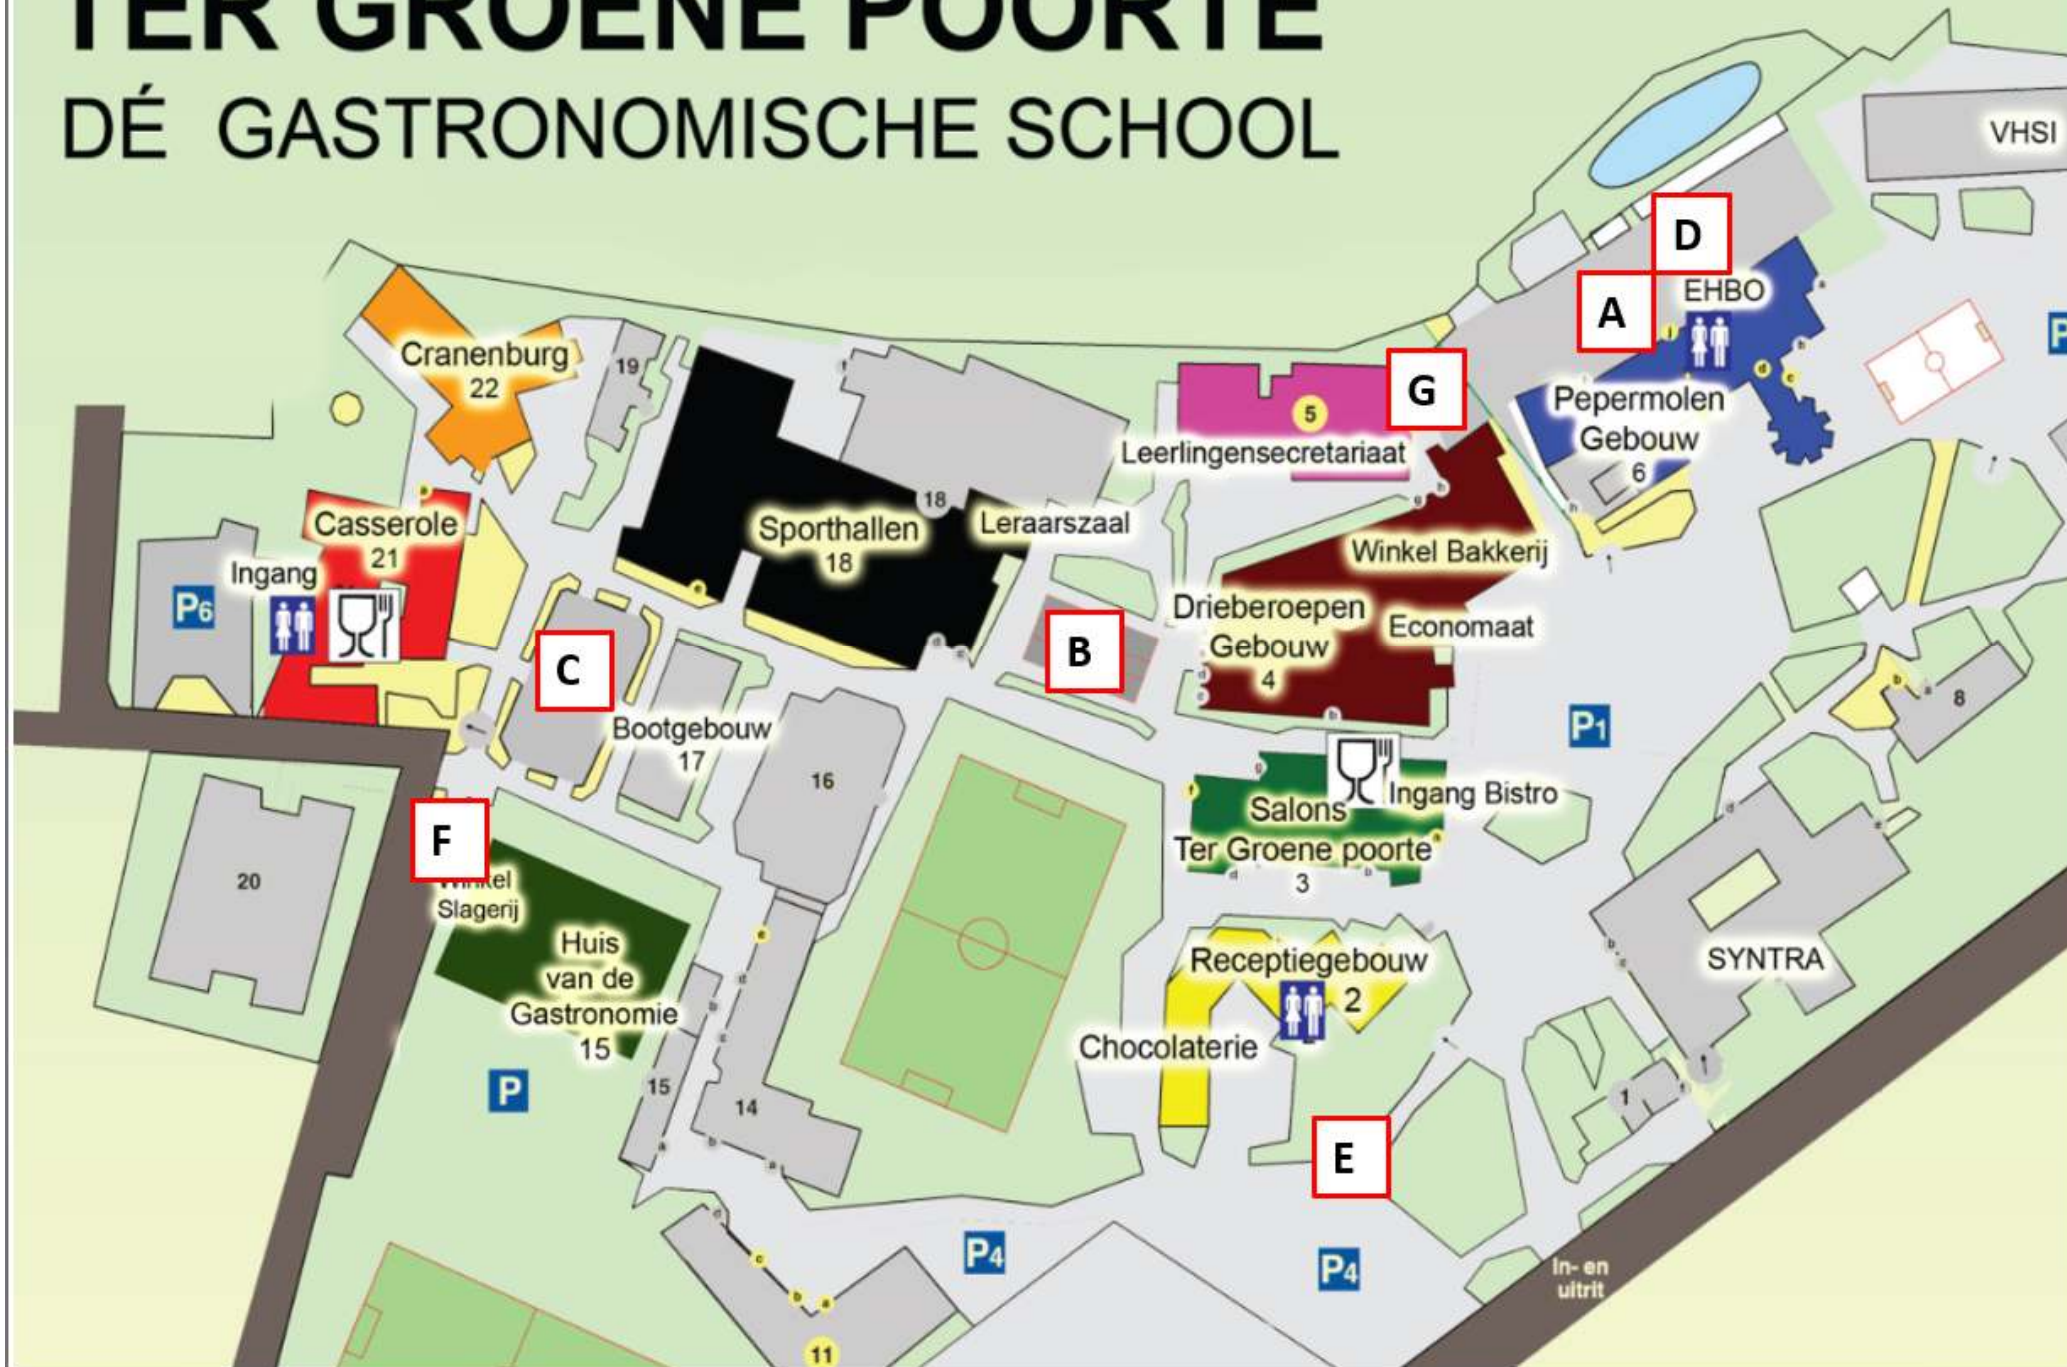 TER GROENE POORTE
DÉ GASTRONOMISCHE SCHOOL
VHSI
D
A
EHBO
j
a
h
d
c
P
Cranenburg
22
19
f
5
G
Leerlingensecretariaat
Pepermolen
Gebouw
6
h
g
h
Casserole
21
a
Ingang
P6
18
Sporthallen
18
Leraarszaal
e
d
c
Winkel Bakkerij
Drieberoepen
Gebouw
4
Economaat
d
c
b
B
C
Bootgebouw
17
16
P1
b
a
8
g
f
Ingang Bistro
Salons
Ter Groene poorte
3
a
d
b
d
e
F
Winkel
Slagerij
20
Huis
van de
Gastronomie
15
e
d
b
c
Receptiegebouw
2
Chocolaterie
b
c
SYNTRA
P
15
14
a
b
a
E
1
f
d
c
b
a
11
P4
P4
In- en
uitrit